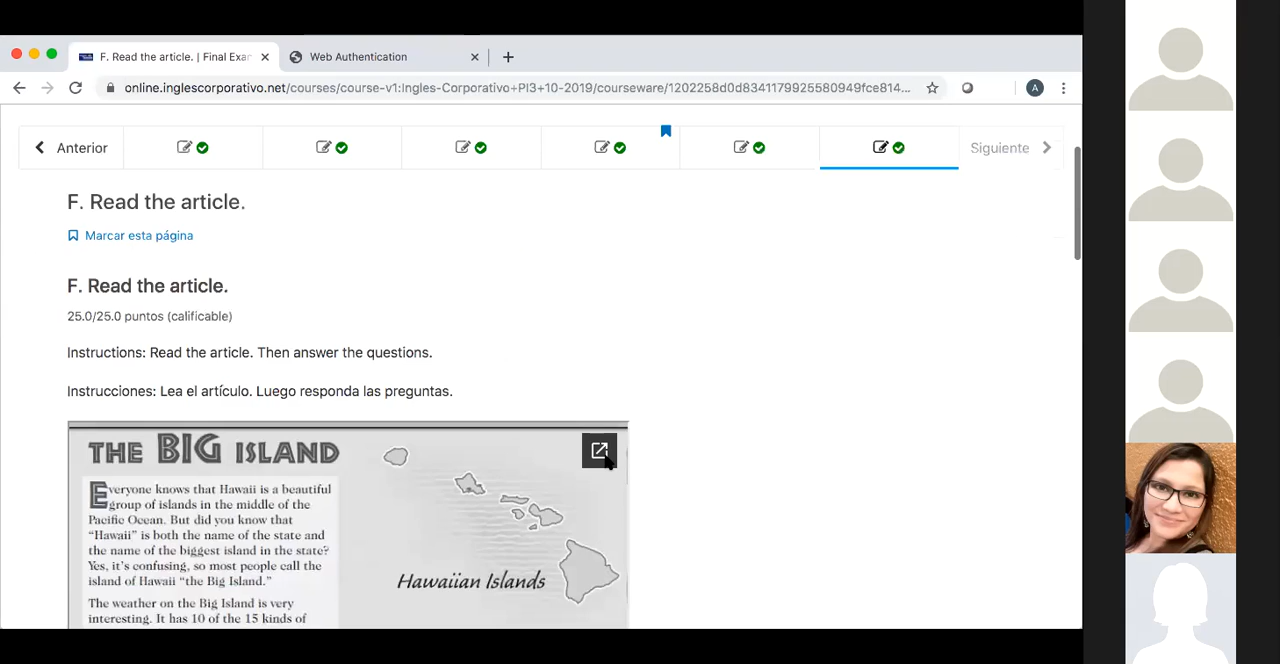 F. Read the article. | Final Exar
Web Authentication
online.inglescorporativo.net/courses/course-v1:Ingles-Corporativo+PI3+10-2019/courseware/1202258d0d8341179925580949fce814...
A
Anterior
Siguiente
F. Read the article.
Marcar esta página
F. Read the article.
25.0/25.0 puntos (calificable)
Instructions: Read the article. Then answer the questions.
Instrucciones: Lea el artículo. Luego responda las preguntas.
THE BIG ISLAND
Everyone knows that Hawaii is a beautiful
group of islands in the middle of the
Pacific Ocean. But did you know that
“Hawaii” is both the name of the state and
the name of the biggest island in the state?
Yes, it's confusing, so most people call the
island of Hawaii “the Big Island.”
The weather on the Big Island is very
interesting. It has 10 of the 15 kinds of
Hawaiian Islands